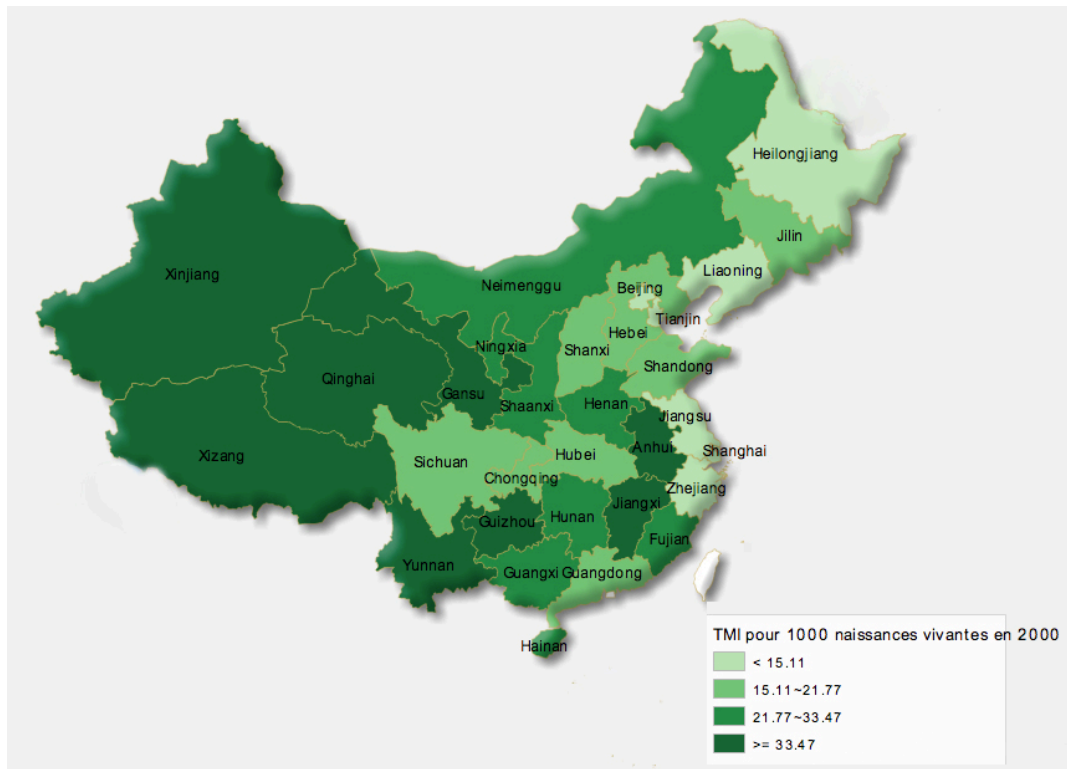 Heilongjiang
Jilin
Xinjiang
Neimenggu
Liaoning
Beijing
Tianjin
Ningxia
Hebei
Shanxi
Shandong
Qinghai
Gansu
Shaanxi
Henan
Jiangsu
Xizang
Sichuan
Hubei
Anhui
Shanghai
Chongqing
Zhejiang
Guizhou
Hunan
Jiangxi
Fujian
Yunnan
Guangxi
Guangdong
Hainan
TMI pour 1000 naissances vivantes en 2000
< 15.11
15.11~21.77
21.77~33.47
>= 33.47